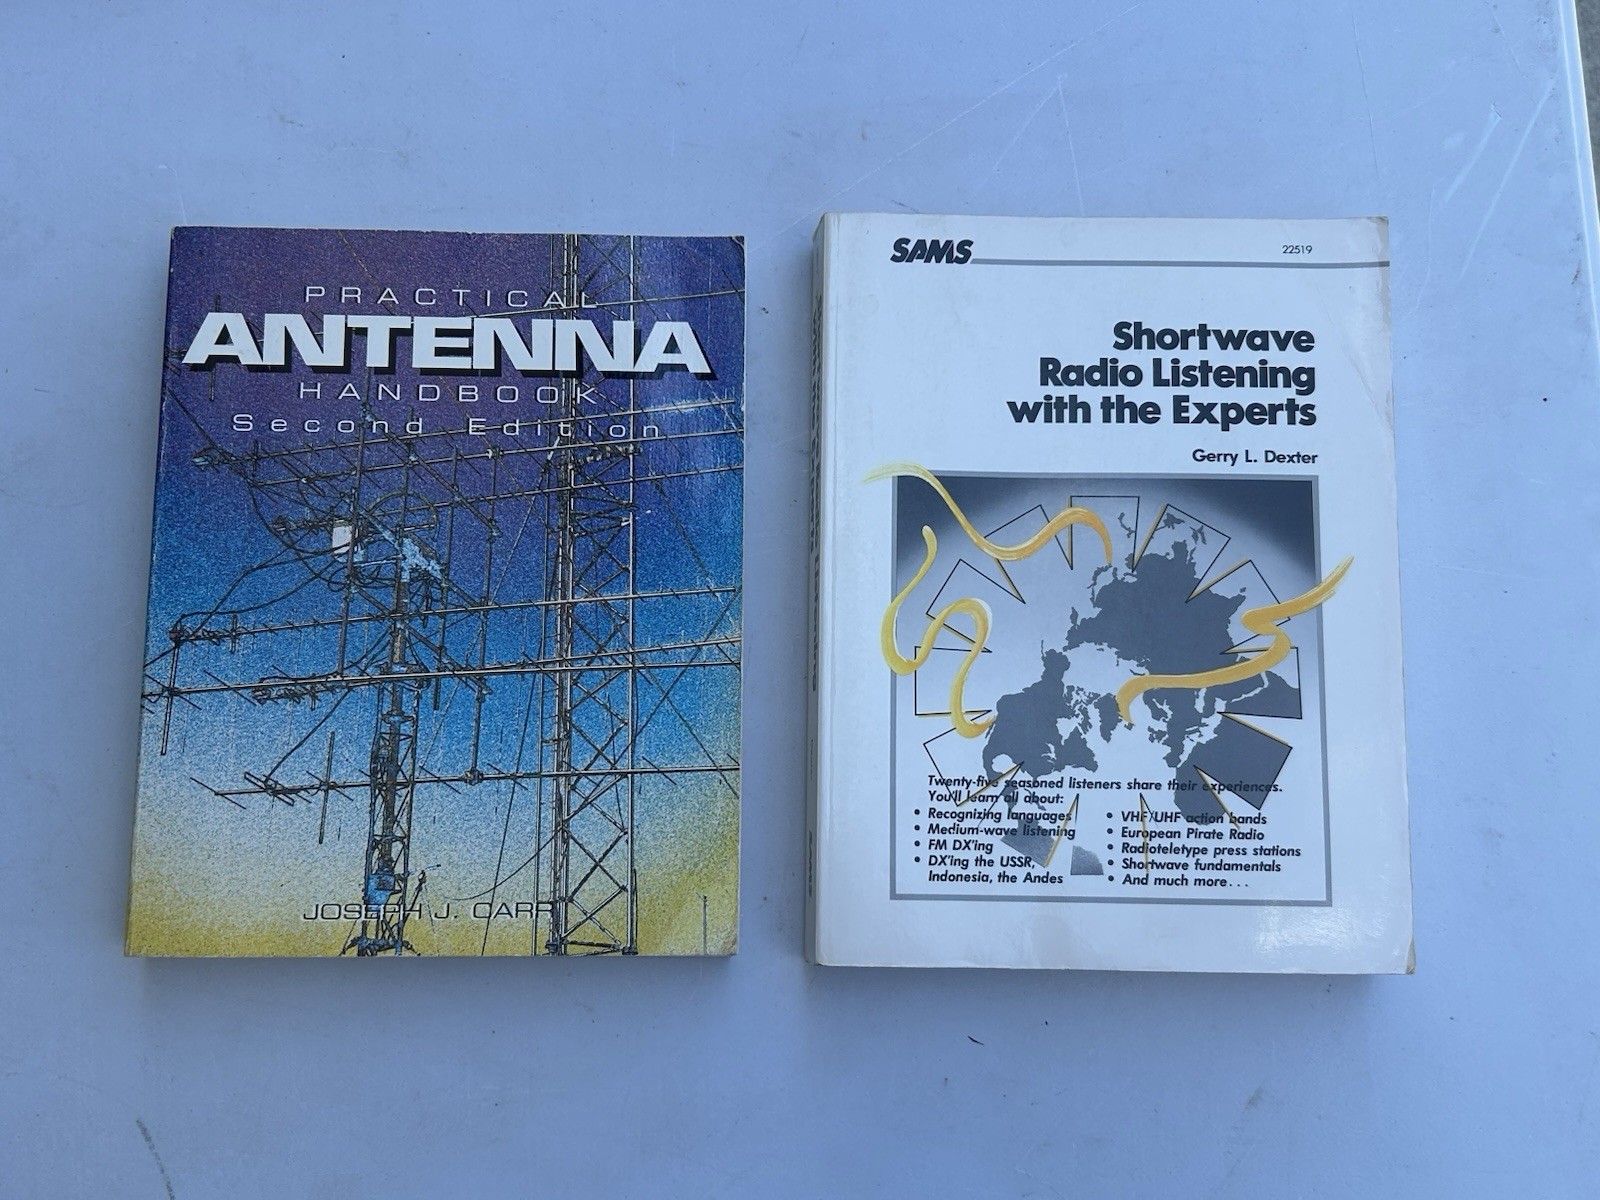 PRACTICAL
ANTENNA
HANDBOOK
Second Edition
JOSEPH J. CARR
SAMS
22519
Shortwave
Radio Listening
with the Experts
Gerry L. Dexter
Twenty-five seasoned listeners share their experiences.
You'll learn all about:
• Recognizing languages
• Medium-wave listening
• FM DX'ing
• DX'ing the USSR,
Indonesia, the Andes
• VHF/UHF action bands
• European Pirate Radio
• Radioteletype press stations
• Shortwave fundamentals
• And much more...